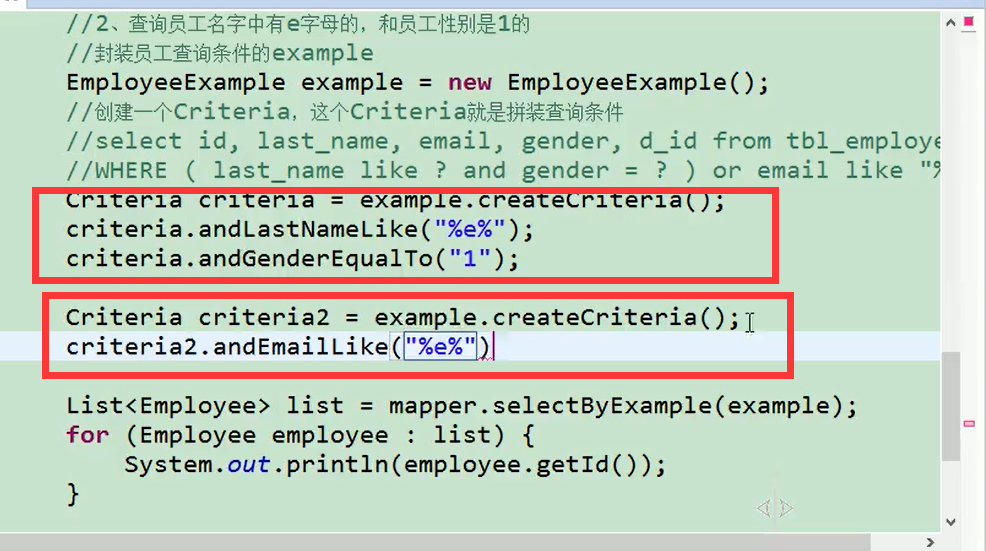 //2、查询员工名字中有e字母的，和员工性别是1的
//封装员工查询条件的example
EmployeeExample example = new EmployeeExample();
//创建一个Criteria，这个Criteria就是拼装查询条件
//select id, last_name, email, gender, d_id from tbl_employe
//WHERE ( last_name like ? and gender = ? ) or email like "%
Criteria criteria = example.createCriteria();
criteria.andLastNameLike("%e%");
criteria.andGenderEqualTo("1");
Criteria criteria2 = example.createCriteria();
criteria2.andEmailLike("%e%")
List<Employee> list = mapper.selectByExample(example);
for (Employee employee : list) {
System.out.println(employee.getId());
}